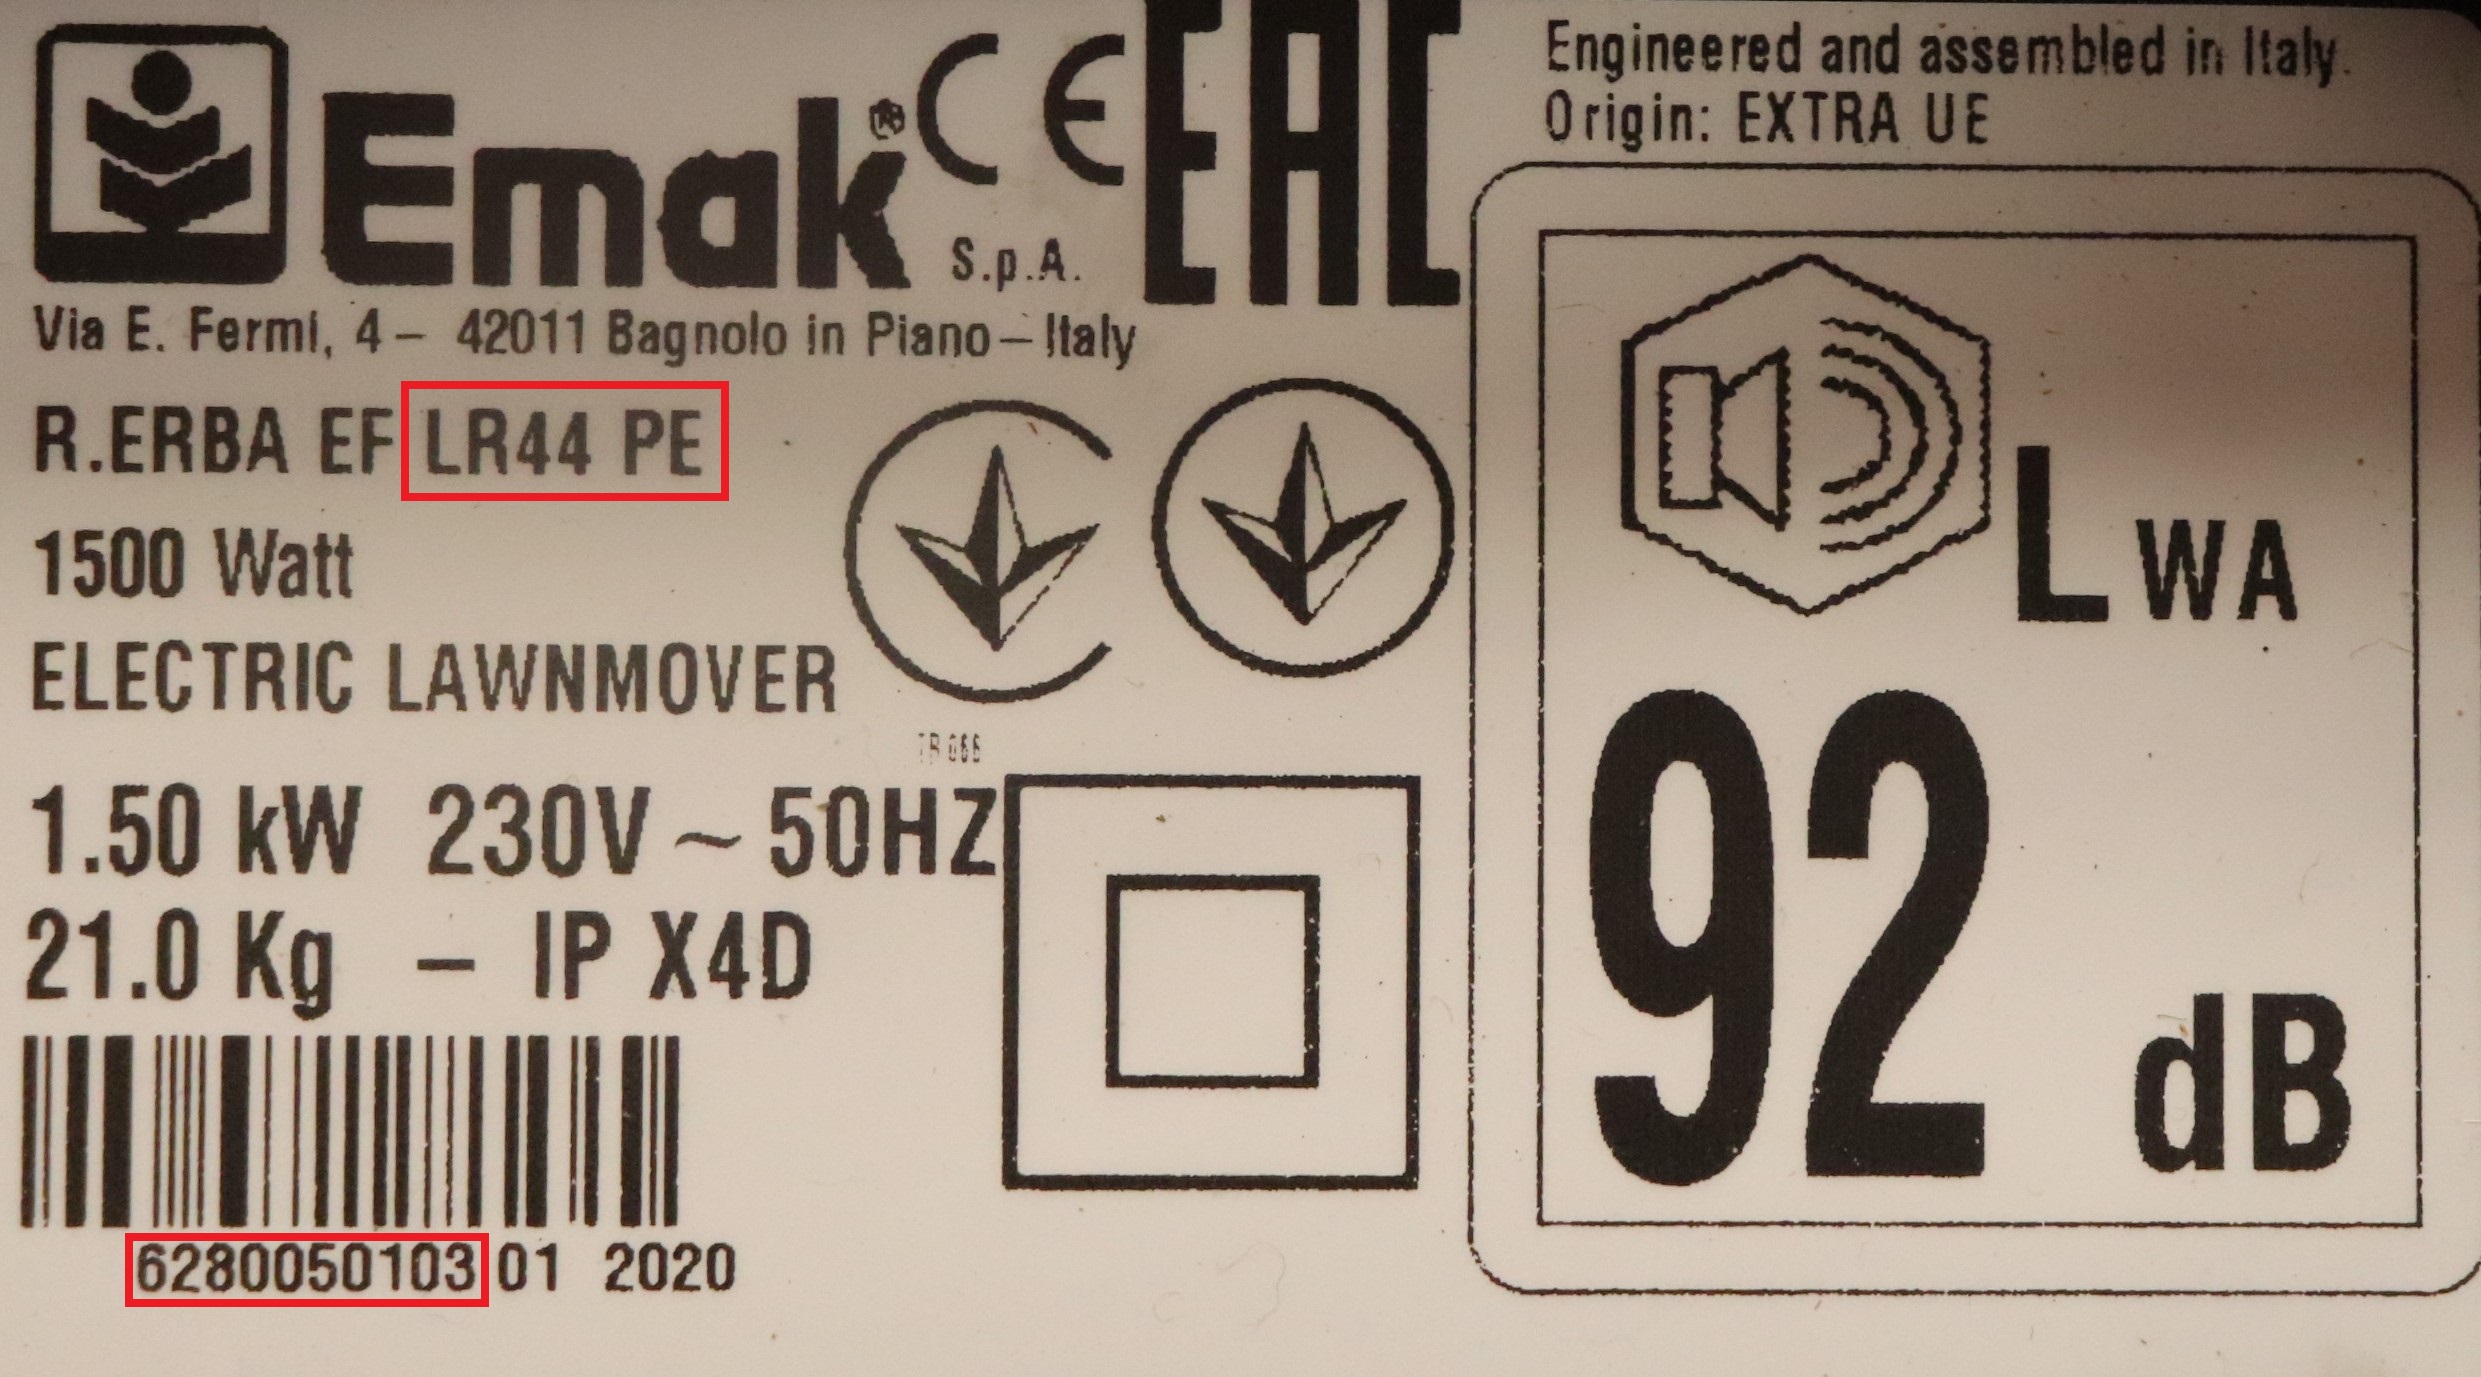 Emak® S.p.A.
CE EAC
Engineered and assembled in Italy.
Origin: EXTRA UE
Via E. Fermi, 4 – 42011 Bagnolo in Piano – Italy
R.ERBA EF LR44 PE
1500 Watt
ELECTRIC LAWNMOVER
1.50 kW 230V ~ 50HZ
21.0 Kg – IP X4D
6280050103 01 2020
LWA
92
dB